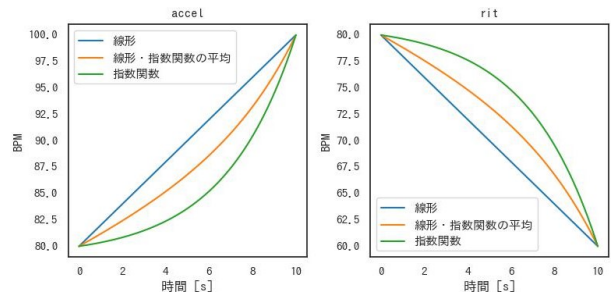 accel
100.0
97.5
95.0
92.5
90.0
87.5
85.0
82.5
80.0
BPM
線形
線形・指数関数の平均
指数関数
0 2 4 6 8 10
時間 [s]
rit
80.0
77.5
75.0
72.5
70.0
67.5
65.0
62.5
60.0
BPM
線形
線形・指数関数の平均
指数関数
0 2 4 6 8 10
時間 [s]